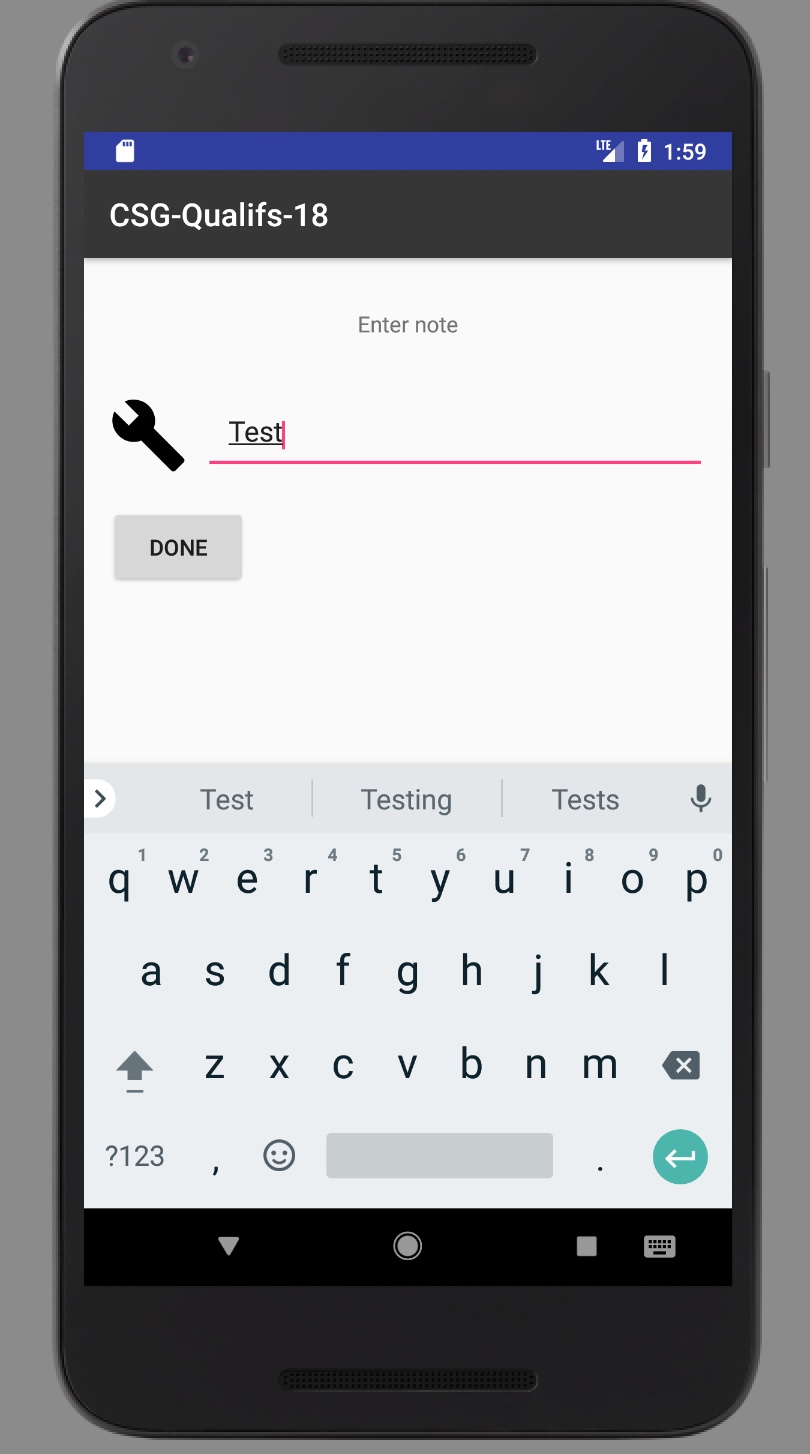 LTE 1:59
CSG-Qualifs-18
Enter note
Test
DONE
Test Testing Tests
1 2 3 4 5 6 7 8 9 0
q w e r t y u i o p
a s d f g h j k l
z x c v b n m
?123 , .